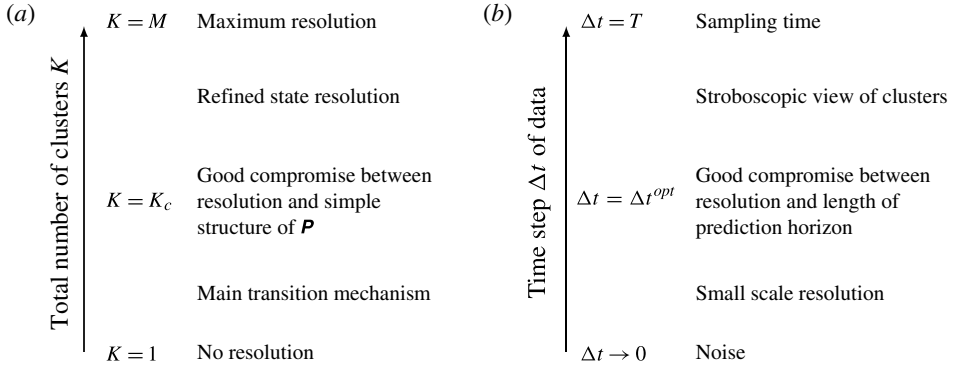 (a)
Total number of clusters K
K = M Maximum resolution
Refined state resolution
K = K_c
Good compromise between
resolution and simple
structure of P
Main transition mechanism
K = 1 No resolution
(b)
Time step Δt of data
Δt = T Sampling time
Stroboscopic view of clusters
Δt = Δt^{opt}
Good compromise between
resolution and length of
prediction horizon
Small scale resolution
Δt → 0 Noise